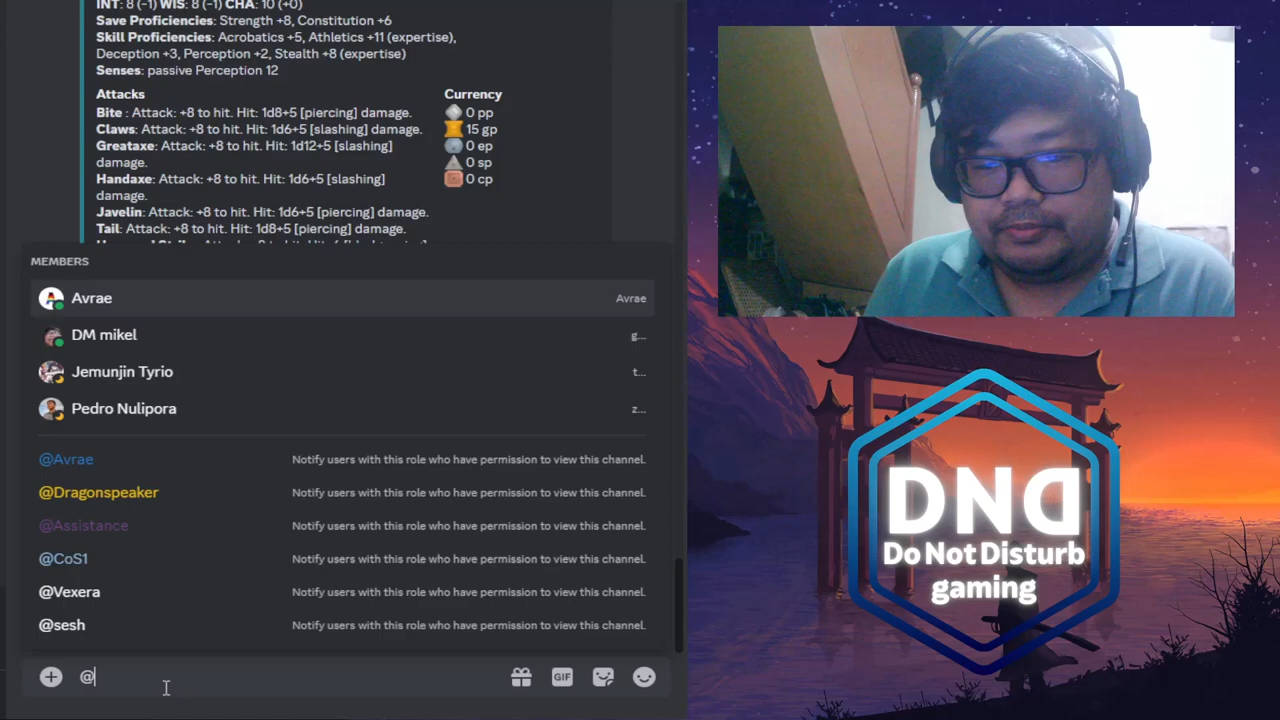 INT: 8 (-1) WIS: 8 (-1) CHA: 10 (+0)
Save Proficiencies: Strength +8, Constitution +6
Skill Proficiencies: Acrobatics +5, Athletics +11 (expertise),
Deception +3, Perception +2, Stealth +8 (expertise)
Senses: passive Perception 12
Attacks
Bite : Attack: +8 to hit. Hit: 1d8+5 [piercing] damage.
Claws: Attack: +8 to hit. Hit: 1d6+5 [slashing] damage.
Greataxe: Attack: +8 to hit. Hit: 1d12+5 [slashing]
damage.
Handaxe: Attack: +8 to hit. Hit: 1d6+5 [slashing]
damage.
Javelin: Attack: +8 to hit. Hit: 1d6+5 [piercing] damage.
Tail: Attack: +8 to hit. Hit: 1d8+5 [piercing] damage.
Currency
0 pp
15 gp
0 ep
0 sp
0 cp
MEMBERS
Avrae Avrae
DM mikel g...
Jemunjin Tyrio t...
Pedro Nulipora z...
@Avrae Notify users with this role who have permission to view this channel.
@Dragonspeaker Notify users with this role who have permission to view this channel.
@Assistance Notify users with this role who have permission to view this channel.
@CoS1 Notify users with this role who have permission to view this channel.
@Vexera Notify users with this role who have permission to view this channel.
@sesh Notify users with this role who have permission to view this channel.
@
GIF
DND
Do Not Disturb
gaming